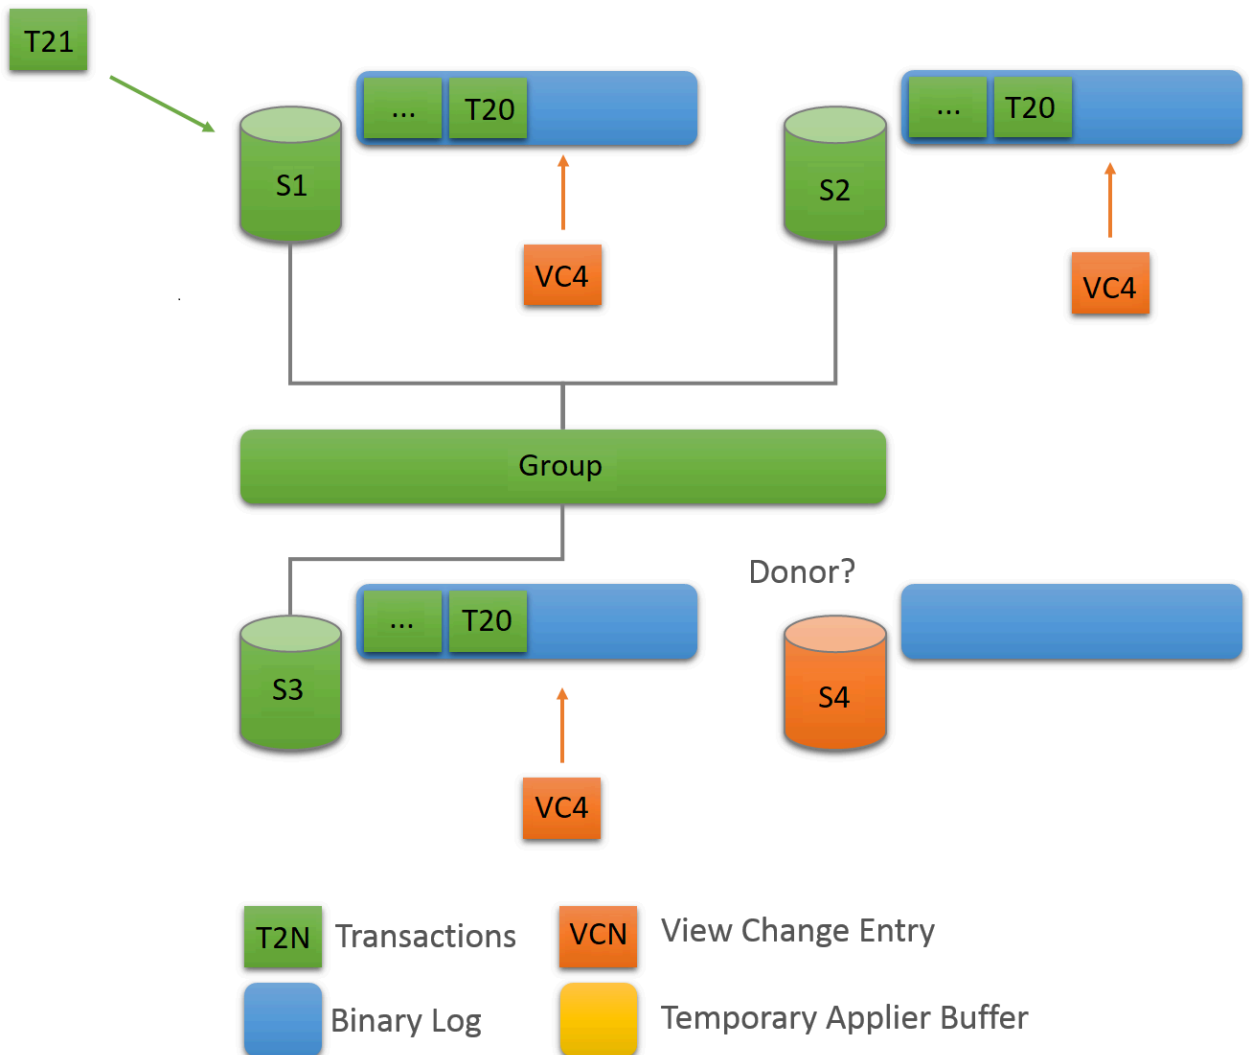 T21
... T20
... T20
S1
S2
VC4
VC4
Group
Donor?
... T20
S3
S4
VC4
T2N Transactions
VCN View Change Entry
Binary Log
Temporary Applier Buffer